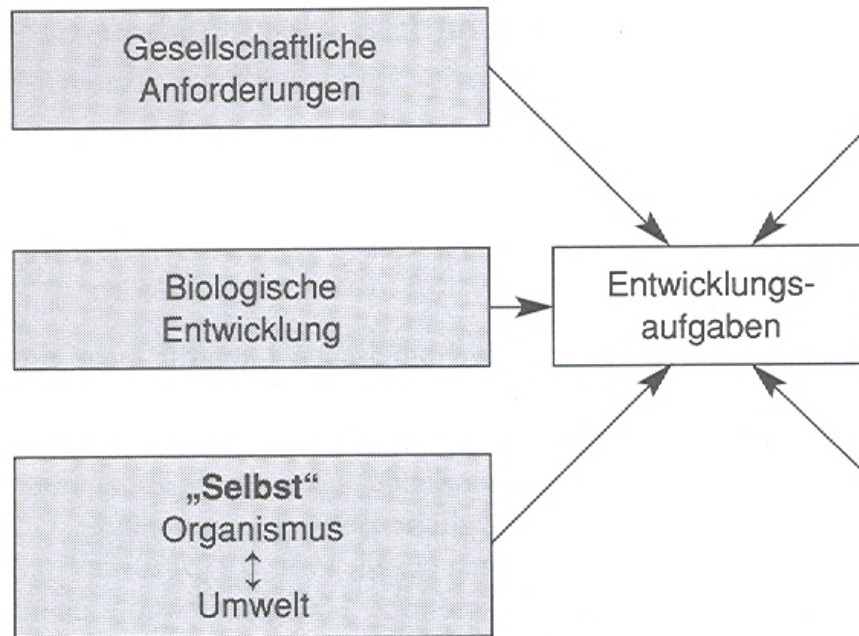 Gesellschaftliche
Anforderungen
Biologische
Entwicklung
Entwicklungs-
aufgaben
„Selbst“
Organismus
Umwelt